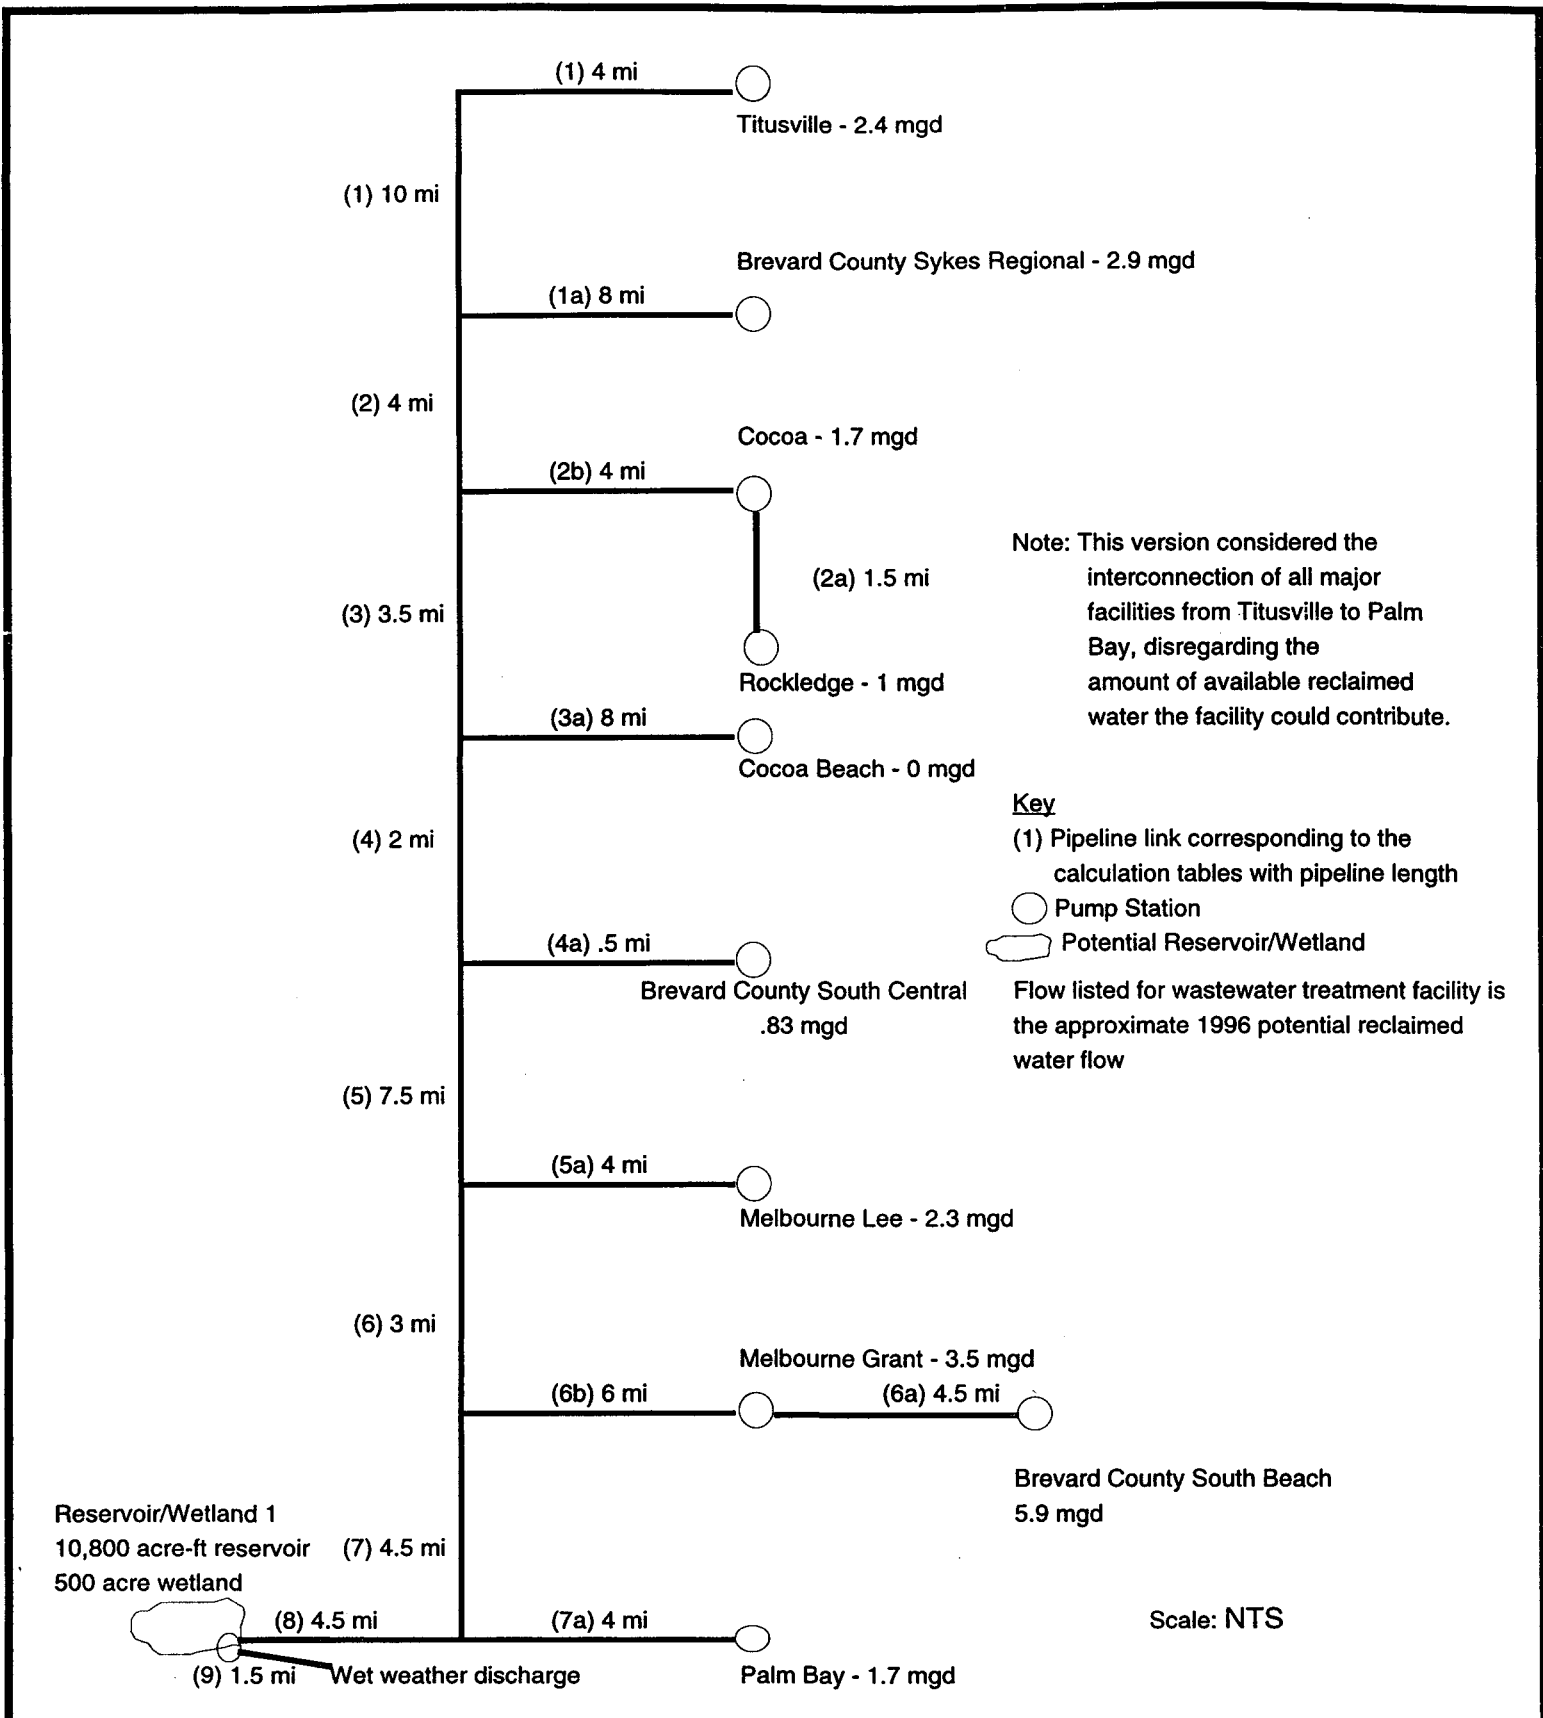 (1) 4 mi
Titusville - 2.4 mgd
(1) 10 mi
Brevard County Sykes Regional - 2.9 mgd
(1a) 8 mi
(2) 4 mi
Cocoa - 1.7 mgd
(2b) 4 mi
(2a) 1.5 mi
(3) 3.5 mi
Rockledge - 1 mgd
(3a) 8 mi
Cocoa Beach - 0 mgd
Note: This version considered the
interconnection of all major
facilities from Titusville to Palm
Bay, disregarding the
amount of available reclaimed
water the facility could contribute.
Key
(1) Pipeline link corresponding to the
calculation tables with pipeline length
Pump Station
Potential Reservoir/Wetland
Flow listed for wastewater treatment facility is
the approximate 1996 potential reclaimed
water flow
(4) 2 mi
(4a) .5 mi
Brevard County South Central
.83 mgd
(5) 7.5 mi
(5a) 4 mi
Melbourne Lee - 2.3 mgd
(6) 3 mi
Melbourne Grant - 3.5 mgd
(6b) 6 mi
(6a) 4.5 mi
Brevard County South Beach
5.9 mgd
Reservoir/Wetland 1
10,800 acre-ft reservoir
500 acre wetland
(7) 4.5 mi
(8) 4.5 mi
(7a) 4 mi
Scale: NTS
(9) 1.5 mi
Wet weather discharge
Palm Bay - 1.7 mgd